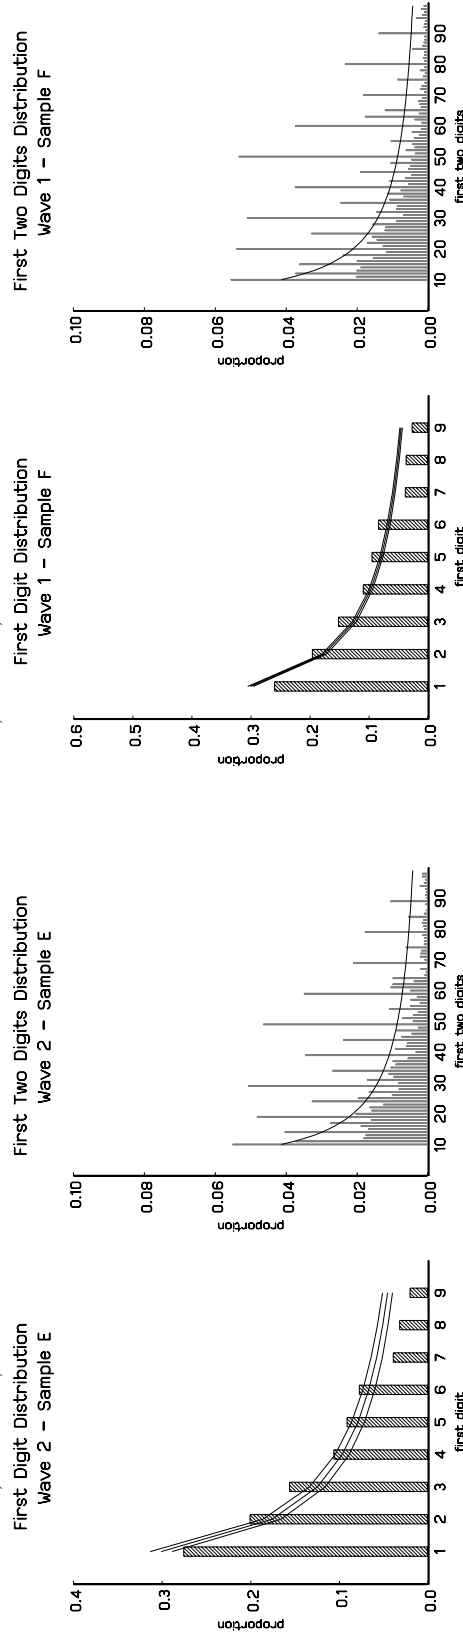 First Digit Distribution
Wave 2 – Sample E
proportion
0.4
0.3
0.2
0.1
0.0
1 2 3 4 5 6 7 8 9
first digit
First Two Digits Distribution
Wave 2 – Sample E
proportion
0.10
0.08
0.06
0.04
0.02
0.00
10 20 30 40 50 60 70 80 90
first two digits
First Digit Distribution
Wave 1 – Sample F
proportion
0.6
0.5
0.4
0.3
0.2
0.1
0.0
1 2 3 4 5 6 7 8 9
first digit
First Two Digits Distribution
Wave 1 – Sample F
proportion
0.10
0.08
0.06
0.04
0.02
0.00
10 20 30 40 50 60 70 80 90
first two digits